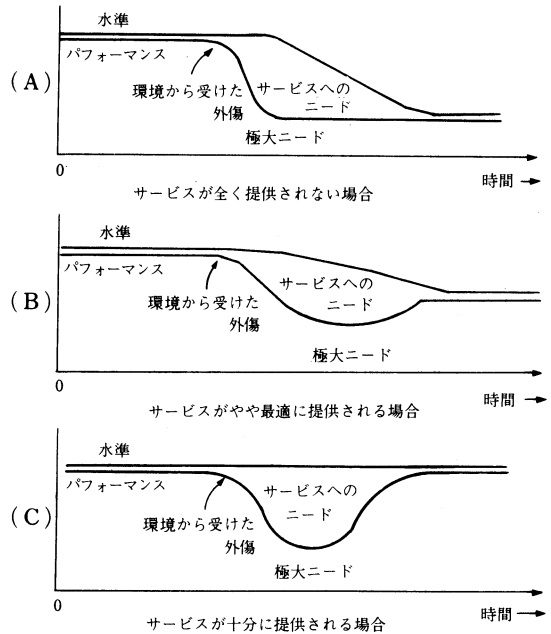 水準
パフォーマンス
(A)
環境から受けた
外傷
サービスへの
ニード
極大ニード
0
時間
サービスが全く提供されない場合
水準
パフォーマンス
(B)
環境から受けた
外傷
サービスへの
ニード
極大ニード
0
時間
サービスがやや最適に提供される場合
水準
パフォーマンス
(C)
環境から受けた
外傷
サービスへの
ニード
極大ニード
0
時間
サービスが十分に提供される場合